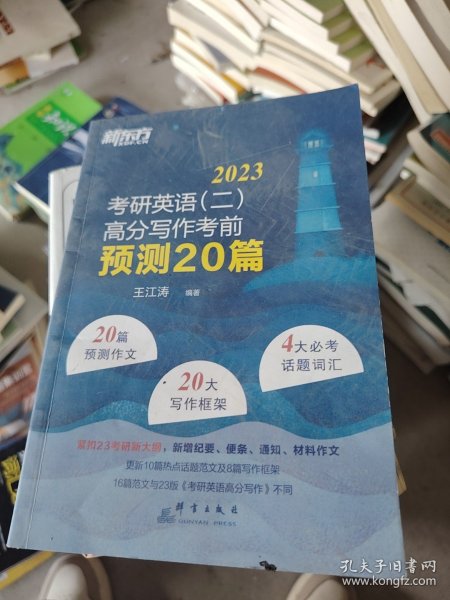 新东方
2023
考研英语(二)
高分写作考前
预测20篇
王江涛 编著
20篇
预测作文
20大
写作框架
4大必考
话题词汇
紧扣23考研新大纲,新增纪要、便条、通知、材料作文
更新10篇热点话题范文及8篇写作框架
16篇范文与23版《考研英语高分写作》不同
群言出版社
QUNYAN PRESS
孔夫子旧书网
www.kongfz.com